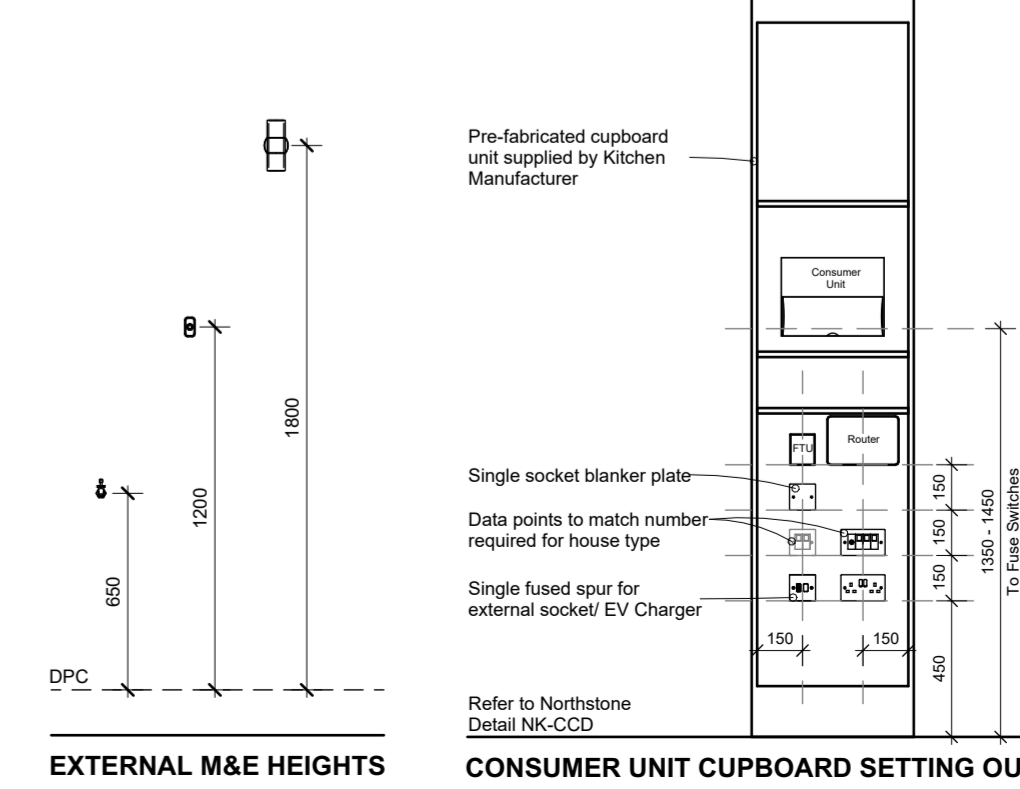 Pre-fabricated cupboard
unit supplied by Kitchen
Manufacturer
Consumer
Unit
1800
1200
650
DPC
FTU
Router
Single socket blanker plate
Data points to match number
required for house type
Single fused spur for
external socket/ EV Charger
150
150
150
450
1350 - 1450
To Fuse Switches
150
150
Refer to Northstone
Detail NK-CCD
EXTERNAL M&E HEIGHTS
CONSUMER UNIT CUPBOARD SETTING OU